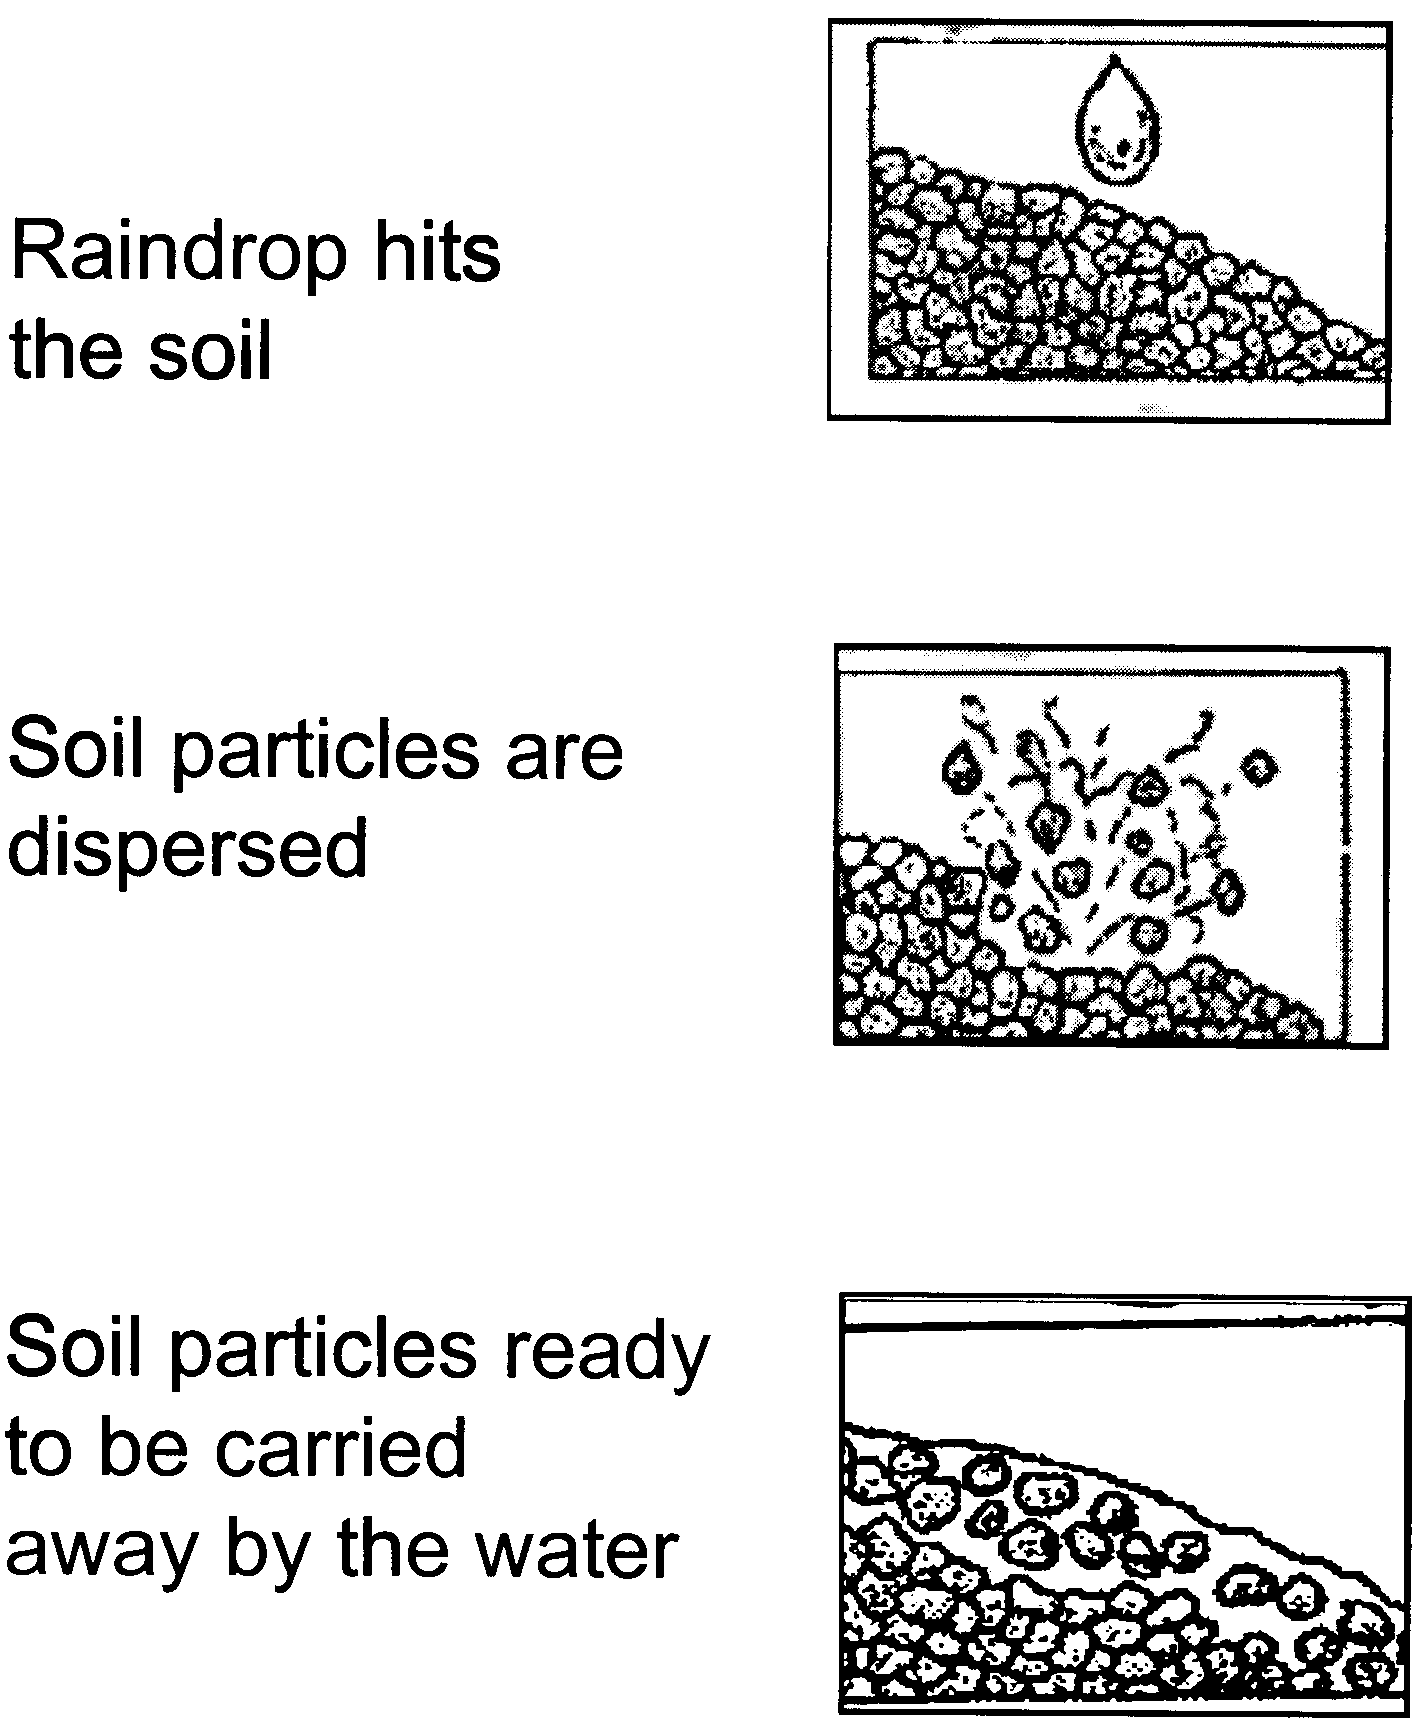 Raindrop hits
the soil
Soil particles are
dispersed
Soil particles ready
to be carried
away by the water